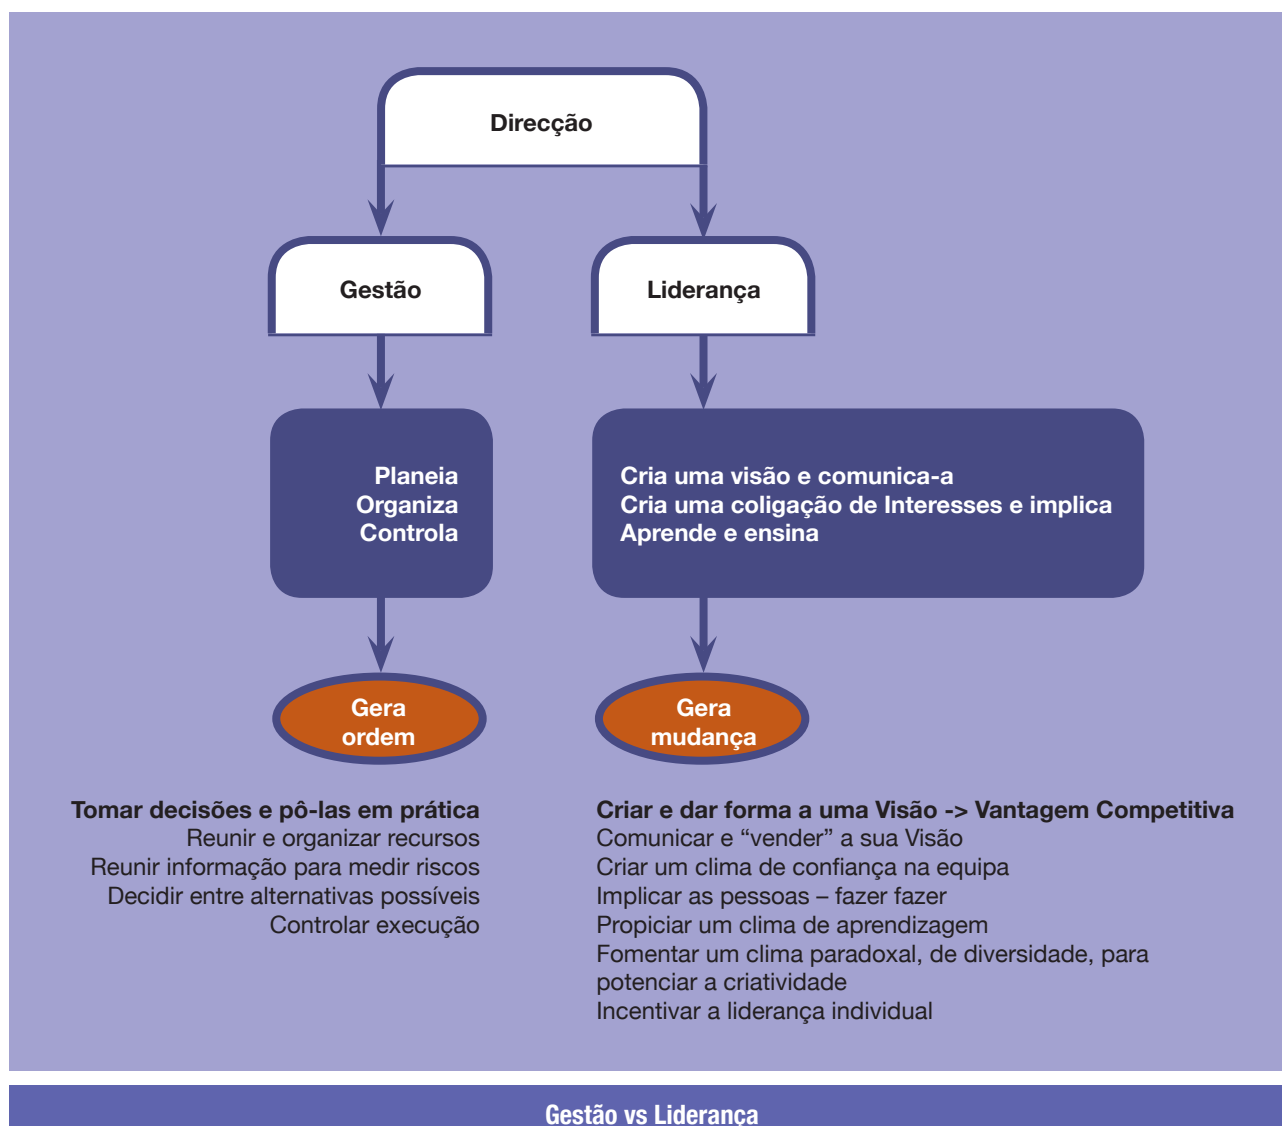 Direcção
Gestão
Liderança
Planeia
Organiza
Controla
Cria uma visão e comunica-a
Cria uma coligação de Interesses e implica
Aprende e ensina
Gera
ordem
Gera
mudança
Tomar decisões e pô-las em prática
Reunir e organizar recursos
Reunir informação para medir riscos
Decidir entre alternativas possíveis
Controlar execução
Criar e dar forma a uma Visão -> Vantagem Competitiva
Comunicar e “vender” a sua Visão
Criar um clima de confiança na equipa
Implicar as pessoas – fazer fazer
Propiciar um clima de aprendizagem
Fomentar um clima paradoxal, de diversidade, para
potenciar a criatividade
Incentivar a liderança individual
Gestão vs Liderança